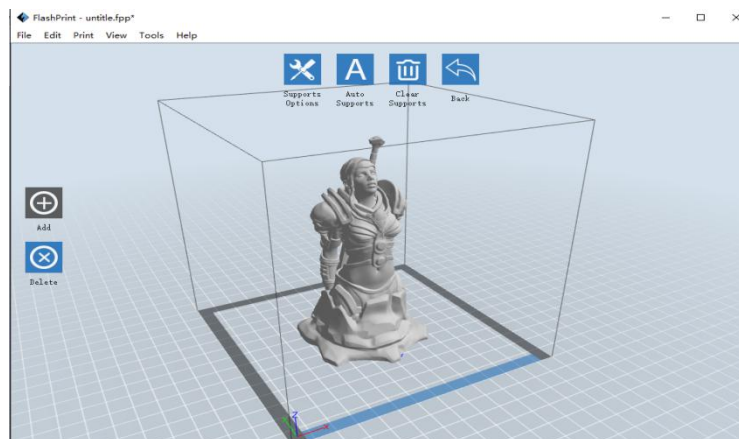 FlashPrint - untitle.fpp*
File Edit Print View Tools Help
Supports Options
Auto Supports
Clear Supports
Back
Add
Delete
Z
X